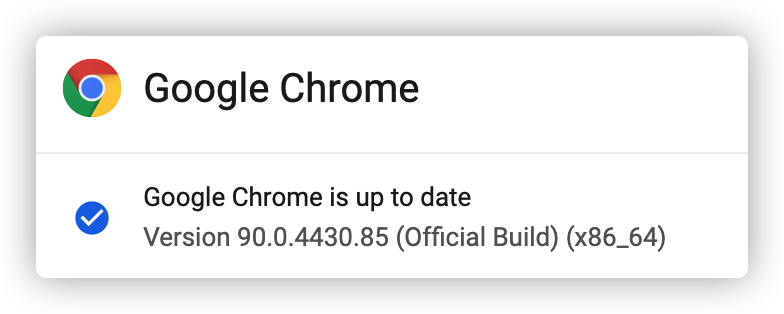 Google Chrome
Google Chrome is up to date
Version 90.0.4430.85 (Official Build) (x86_64)